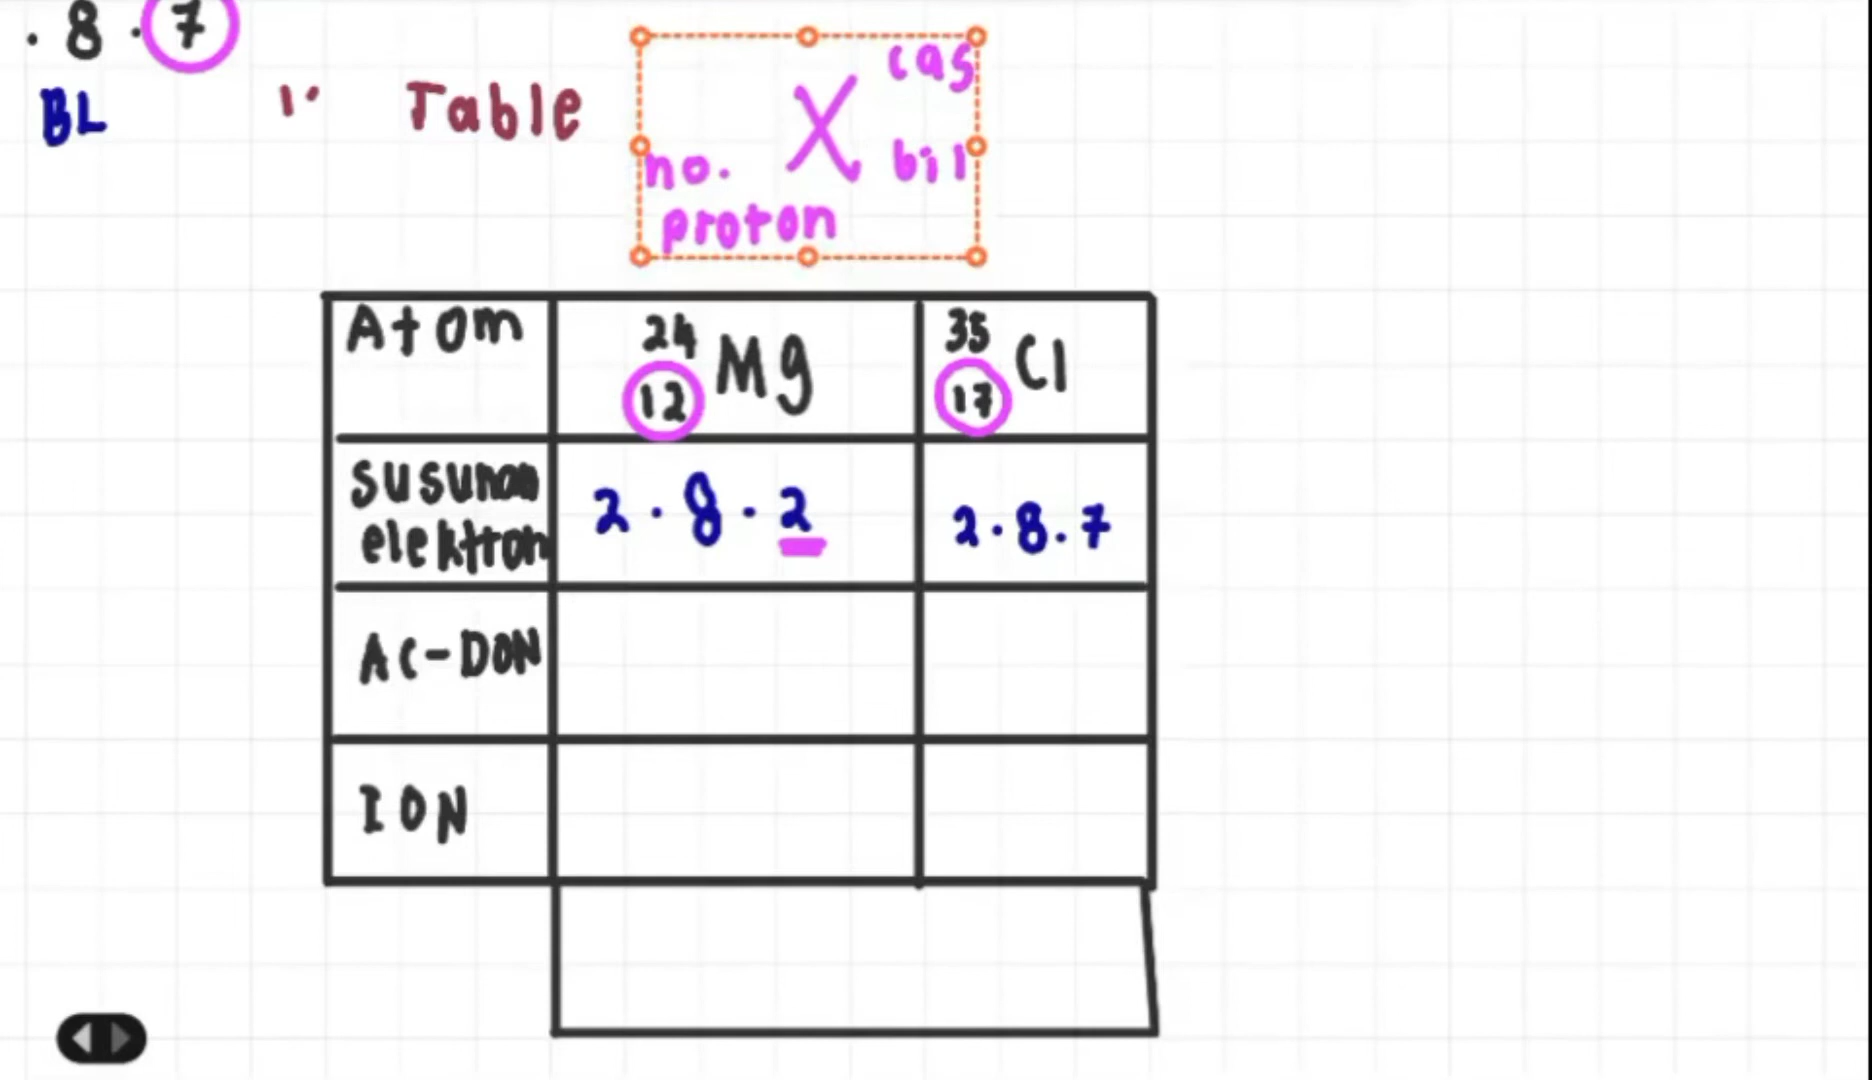 . 8 . 7
BL
1. Table
cas
X
no. bil
proton
Atom
24
12 Mg
35
17 Cl
susunan
elektron
2 . 8 . 2
2 . 8 . 7
AC-DON
ION